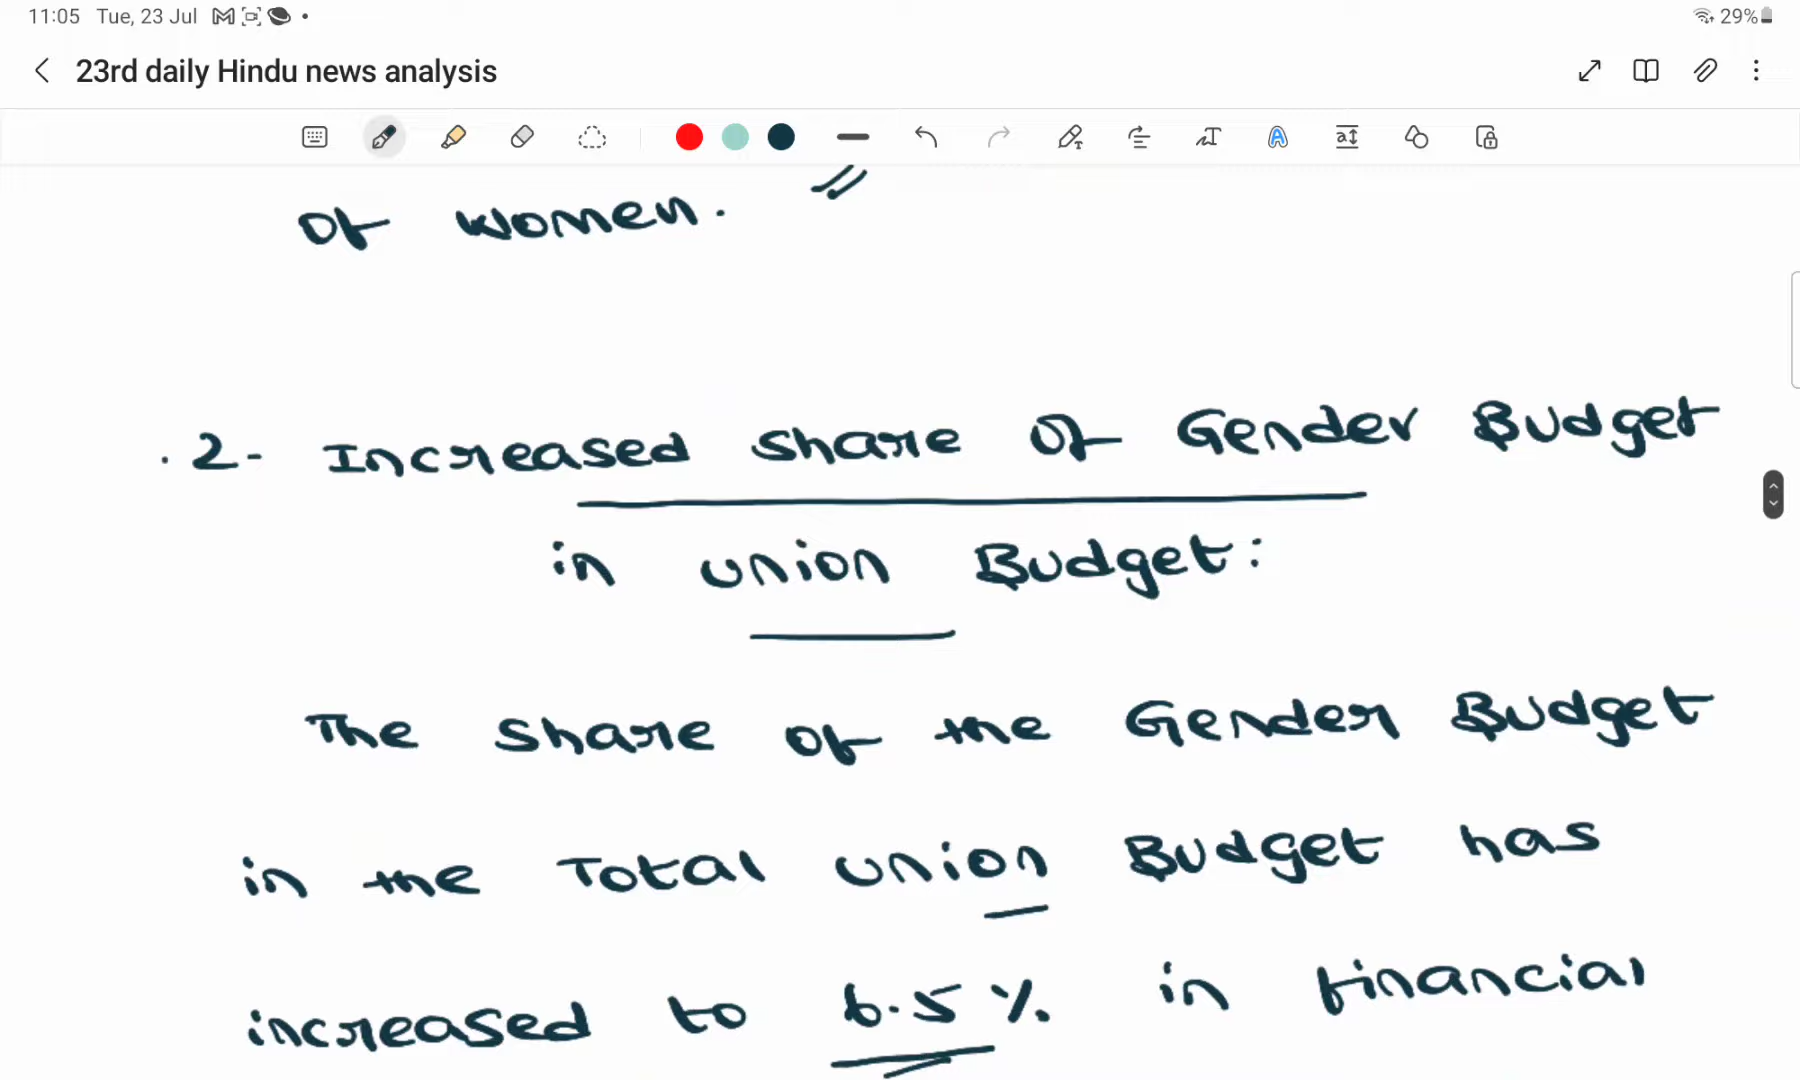 11:05 Tue, 23 Jul 29%
23rd daily Hindu news analysis
of women.
. 2- Increased share of Gender Budget
in union Budget:
The share of the Gender Budget
in the Total union Budget has
increased to 6.5% in financial